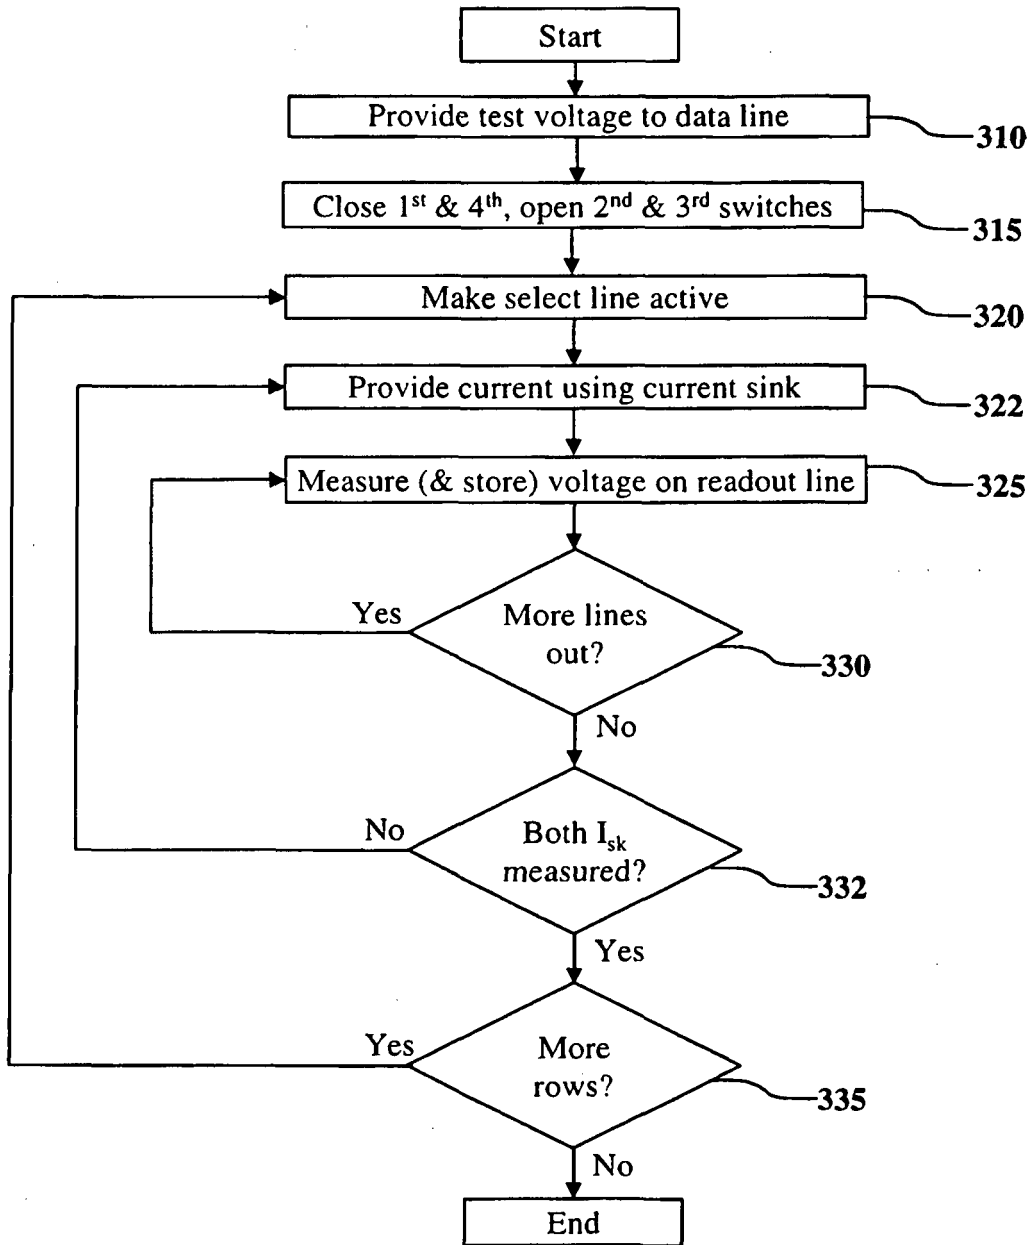 Start
Provide test voltage to data line
310
Close 1st & 4th, open 2nd & 3rd switches
315
Make select line active
320
Provide current using current sink
322
Measure (& store) voltage on readout line
325
Yes
More lines
out?
330
No
No
Both Isk
measured?
332
Yes
Yes
More
rows?
335
No
End